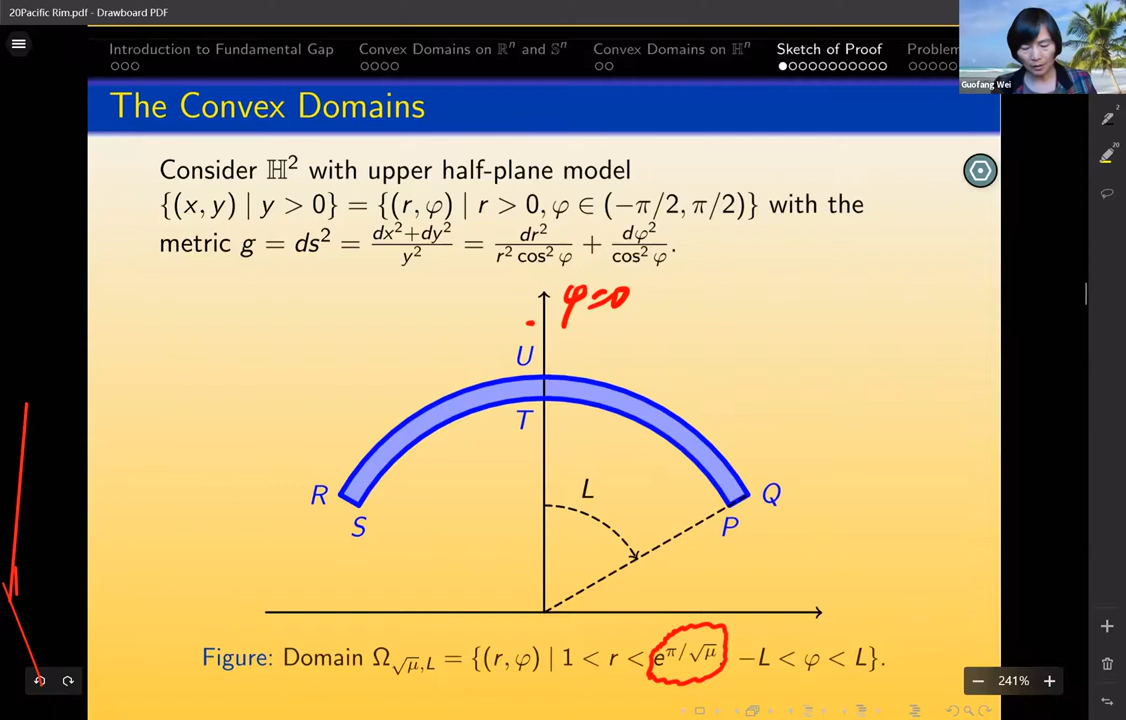 20Pacific Rim.pdf - Drawboard PDF
Introduction to Fundamental Gap Convex Domains on ℝⁿ and 𝕊ⁿ Convex Domains on ℍⁿ Sketch of Proof Problem
Guofang Wei
The Convex Domains
Consider ℍ² with upper half-plane model
{(x, y) | y > 0} = {(r, φ) | r > 0, φ ∈ (−π/2, π/2)} with the
metric g = ds² = dx²+dy²/y² = dr²/r² cos² φ + dφ²/cos² φ.
φ=0
U
T
L
R
Q
S
P
Figure: Domain Ω√μ,L = {(r, φ) | 1 < r < e^π/√μ, −L < φ < L}.
241%
2
20